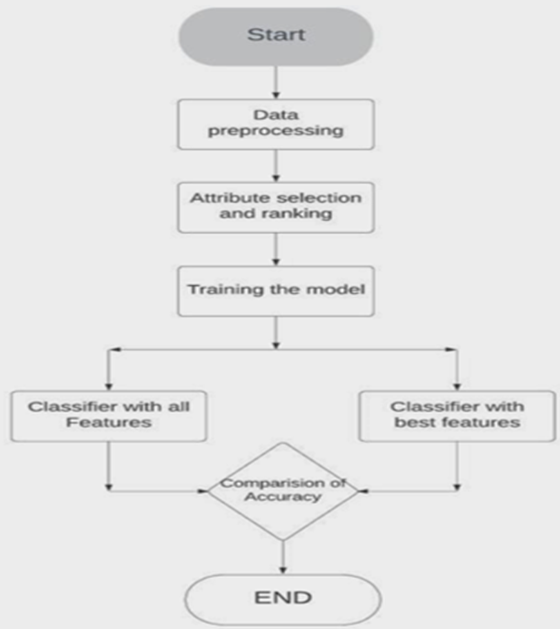 Start
Data
preprocessing
Attribute selection
and ranking
Training the model
Classifier with all
Features
Classifier with
best features
Comparision of
Accuracy
END